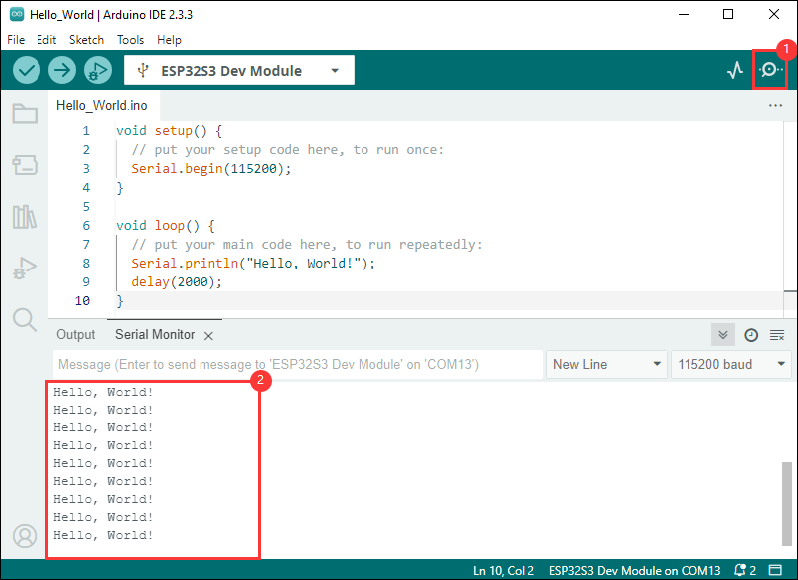 Hello_World | Arduino IDE 2.3.3
File Edit Sketch Tools Help
ESP32S3 Dev Module
1
Hello_World.ino
1 void setup() {
2 // put your setup code here, to run once:
3 Serial.begin(115200);
4 }
5
6 void loop() {
7 // put your main code here, to run repeatedly:
8 Serial.println("Hello, World!");
9 delay(2000);
10 }
Output Serial Monitor
Message (Enter to send message to 'ESP32S3 Dev Module' on 'COM13') New Line 115200 baud
2
Hello, World!
Hello, World!
Hello, World!
Hello, World!
Hello, World!
Hello, World!
Hello, World!
Hello, World!
Hello, World!
Ln 10, Col 2 ESP32S3 Dev Module on COM13 2